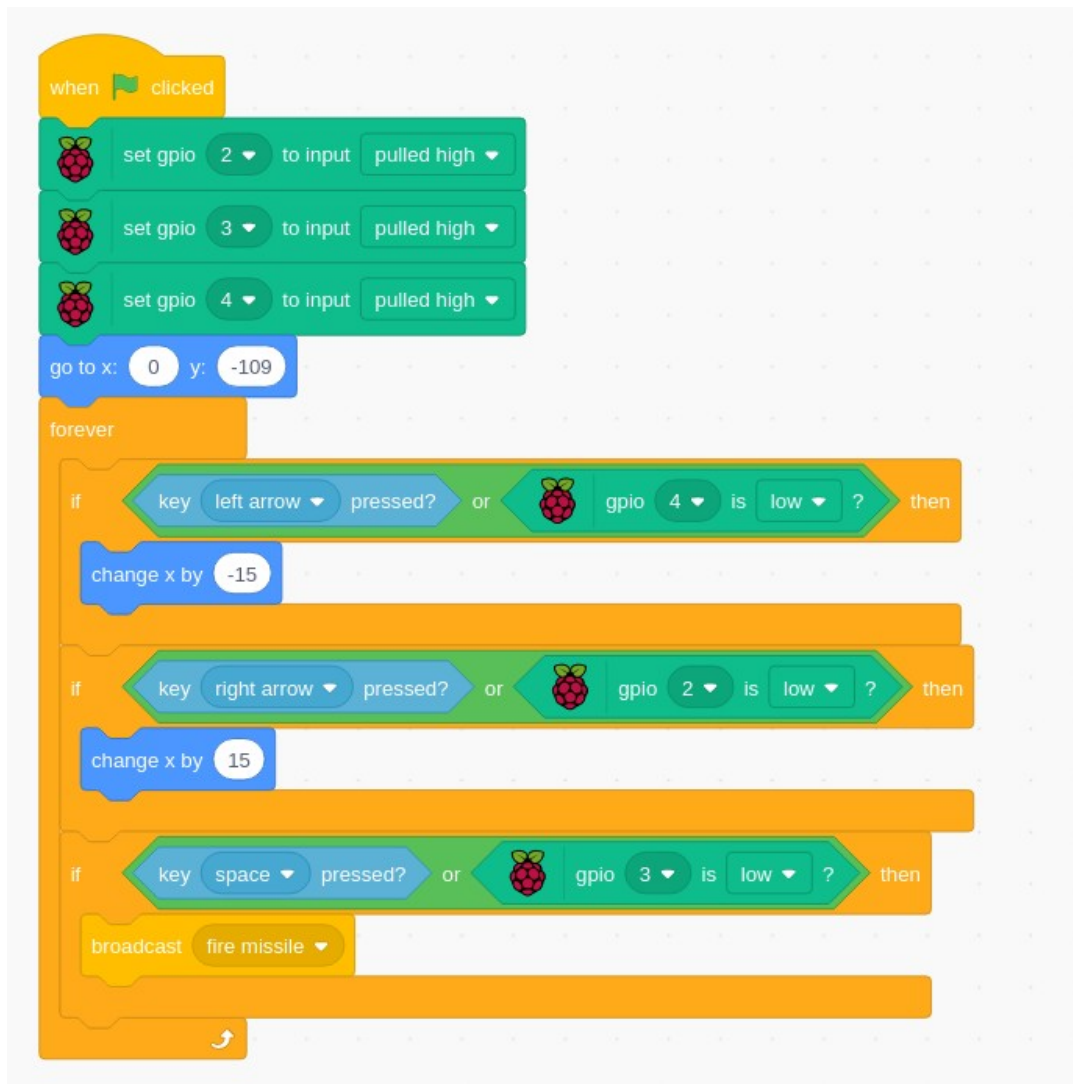 when clicked
set gpio 2 to input pulled high
set gpio 3 to input pulled high
set gpio 4 to input pulled high
go to x: 0 y: -109
forever
if key left arrow pressed? or gpio 4 is low ? then
change x by -15
if key right arrow pressed? or gpio 2 is low ? then
change x by 15
if key space pressed? or gpio 3 is low ? then
broadcast fire missile